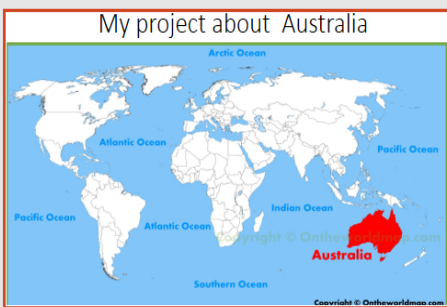 My project about Australia
Arctic Ocean
Atlantic Ocean
Pacific Ocean
Pacific Ocean
Indian Ocean
Atlantic Ocean
Copyright © Ontheworldmap.com
Australia
Southern Ocean
Copyright © Ontheworldmap.com